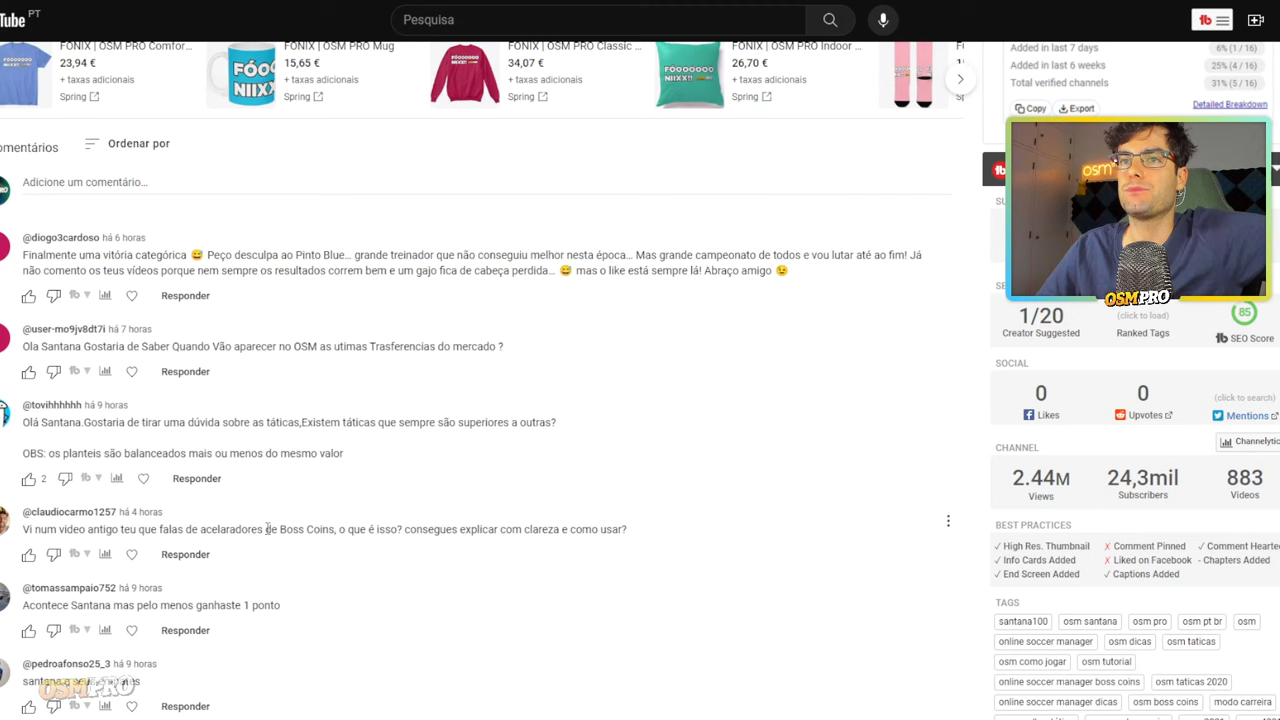 Tube PT
Pesquisa
FONIX | OSM PRO Comfor...
23,94 €
+ taxas adicionais
Spring
FONIX | OSM PRO Mug
15,65 €
+ taxas adicionais
Spring
FONIX | OSM PRO Classic ...
34,07 €
+ taxas adicionais
Spring
FONIX | OSM PRO Indoor ...
26,70 €
+ taxas adicionais
Spring
omentários
Ordenar por
Adicione um comentário...
@diogo3cardoso há 6 horas
Finalmente uma vitória categórica 😅 Peço desculpa ao Pinto Blue... grande treinador que não conseguiu melhor nesta época... Mas grande campeonato de todos e vou lutar até ao fim! Já
não comento os teus vídeos porque nem sempre os resultados correm bem e um gajo fica de cabeça perdida... 😅 mas o like está sempre lá! Abraço amigo 😉
Responder
@user-mo9jv8dt7i há 7 horas
Ola Santana Gostaria de Saber Quando Vão aparecer no OSM as utimas Trasferencias do mercado ?
Responder
@tovihhhhhh há 9 horas
Olá Santana.Gostaria de tirar uma dúvida sobre as táticas,Existem táticas que sempre são superiores a outras?
OBS: os planteis são balanceados mais ou menos do mesmo valor
2 Responder
@claudiocarmo1257 há 4 horas
Vi num video antigo teu que falas de acelaradores de Boss Coins, o que é isso? consegues explicar com clareza e como usar?
Responder
@tomassampaio752 há 9 horas
Acontece Santana mas pelo menos ganhaste 1 ponto
Responder
@pedroafonso25_3 há 9 horas
santana
OSM PRO
Responder
Added in last 7 days 6% (1 / 16)
Added in last 6 weeks 25% (4 / 16)
Total verified channels 31% (5 / 16)
Copy Export Detailed Breakdown
osm
OSM.PRO
1/20
Creator Suggested
(click to load)
Ranked Tags
85
SEO Score
SOCIAL
0
Likes
0
Upvotes
(click to search)
Mentions
CHANNEL
Channelytic
2.44M
Views
24,3mil
Subscribers
883
Videos
BEST PRACTICES
✓ High Res. Thumbnail ✗ Comment Pinned ✓ Comment Hearte
✓ Info Cards Added ✗ Liked on Facebook - Chapters Added
✓ End Screen Added ✓ Captions Added
TAGS
santana100 osm santana osm pro osm pt br osm
online soccer manager osm dicas osm taticas
osm como jogar osm tutorial
online soccer manager boss coins osm taticas 2020
online soccer manager dicas osm boss coins modo carreira